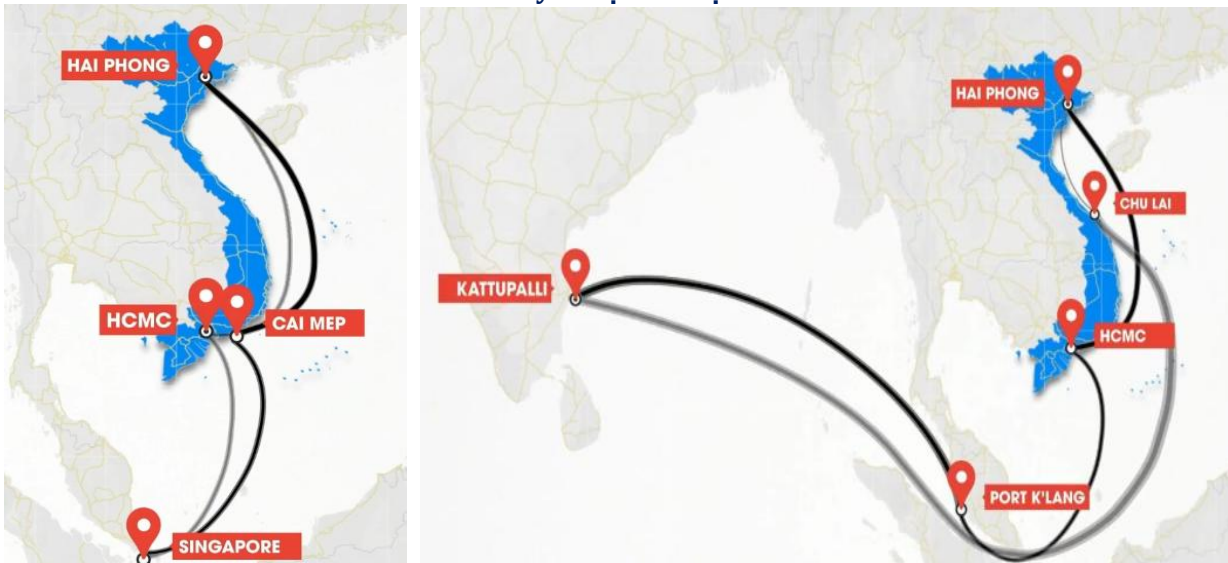 HAI PHONG
HCMC
CAI MEP
SINGAPORE
HAI PHONG
CHU LAI
KATTUPALLI
HCMC
PORT K'LANG